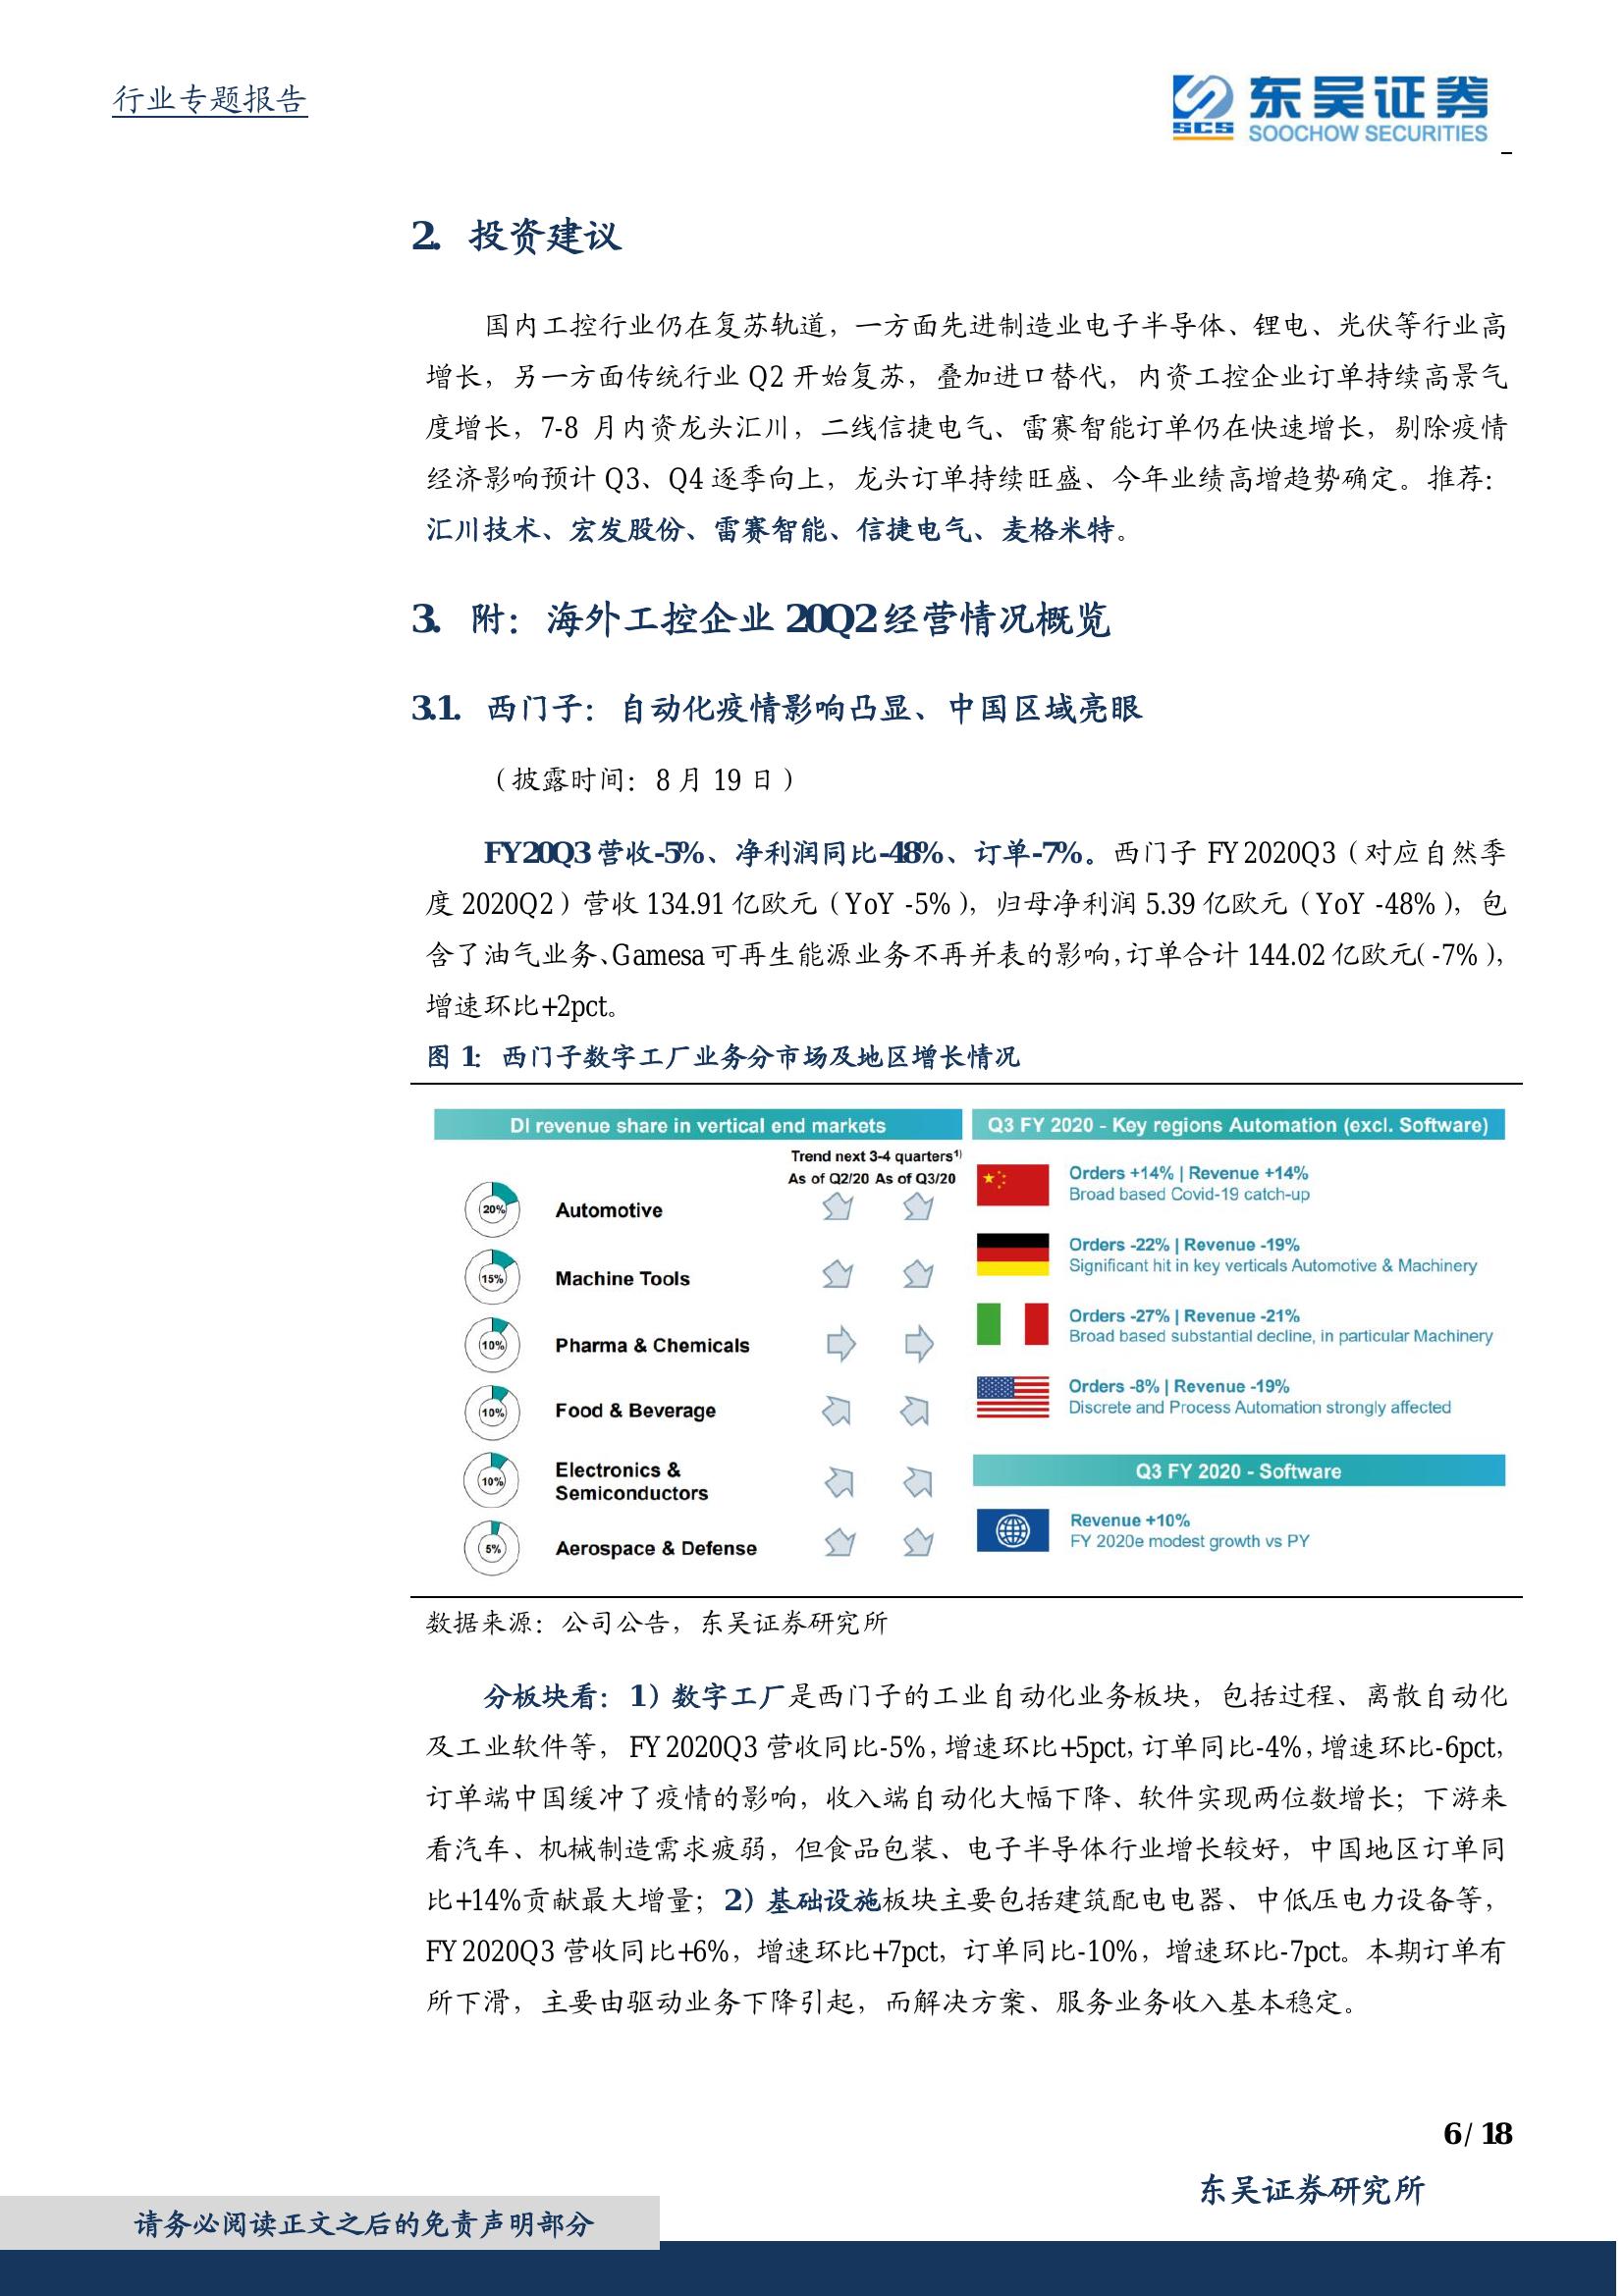 行业专题报告
SCS
东吴证券
SOOCHOW SECURITIES
2. 投资建议
国内工控行业仍在复苏轨道，一方面先进制造业电子半导体、锂电、光伏等行业高
增长，另一方面传统行业 Q2 开始复苏，叠加进口替代，内资工控企业订单持续高景气
度增长，7-8 月内资龙头汇川，二线信捷电气、雷赛智能订单仍在快速增长，剔除疫情
经济影响预计 Q3、Q4 逐季向上，龙头订单持续旺盛、今年业绩高增趋势确定。推荐：
汇川技术、宏发股份、雷赛智能、信捷电气、麦格米特。
3. 附：海外工控企业 20Q2 经营情况概览
3.1. 西门子：自动化疫情影响凸显、中国区域亮眼
（披露时间：8 月 19 日）
FY20Q3 营收-5%、净利润同比-48%、订单-7%。西门子 FY2020Q3（对应自然季
度 2020Q2）营收 134.91 亿欧元（YoY -5%），归母净利润 5.39 亿欧元（YoY -48%），包
含了油气业务、Gamesa 可再生能源业务不再并表的影响，订单合计 144.02 亿欧元（-7%），
增速环比+2pct。
图 1：西门子数字工厂业务分市场及地区增长情况
DI revenue share in vertical end markets
Trend next 3-4 quarters1)
As of Q2/20 As of Q3/20
20%
Automotive
15%
Machine Tools
10%
Pharma & Chemicals
10%
Food & Beverage
10%
Electronics &
Semiconductors
5%
Aerospace & Defense
Q3 FY 2020 - Key regions Automation (excl. Software)
Orders +14% | Revenue +14%
Broad based Covid-19 catch-up
Orders -22% | Revenue -19%
Significant hit in key verticals Automotive & Machinery
Orders -27% | Revenue -21%
Broad based substantial decline, in particular Machinery
Orders -8% | Revenue -19%
Discrete and Process Automation strongly affected
Q3 FY 2020 - Software
Revenue +10%
FY 2020e modest growth vs PY
数据来源：公司公告，东吴证券研究所
分板块看：1）数字工厂是西门子的工业自动化业务板块，包括过程、离散自动化
及工业软件等， FY2020Q3 营收同比-5%，增速环比+5pct，订单同比-4%，增速环比-6pct，
订单端中国缓冲了疫情的影响，收入端自动化大幅下降、软件实现两位数增长；下游来
看汽车、机械制造需求疲弱，但食品包装、电子半导体行业增长较好，中国地区订单同
比+14%贡献最大增量；2）基础设施板块主要包括建筑配电电器、中低压电力设备等，
FY2020Q3 营收同比+6%，增速环比+7pct，订单同比-10%，增速环比-7pct。本期订单有
所下滑，主要由驱动业务下降引起，而解决方案、服务业务收入基本稳定。
6 / 18
东吴证券研究所
请务必阅读正文之后的免责声明部分